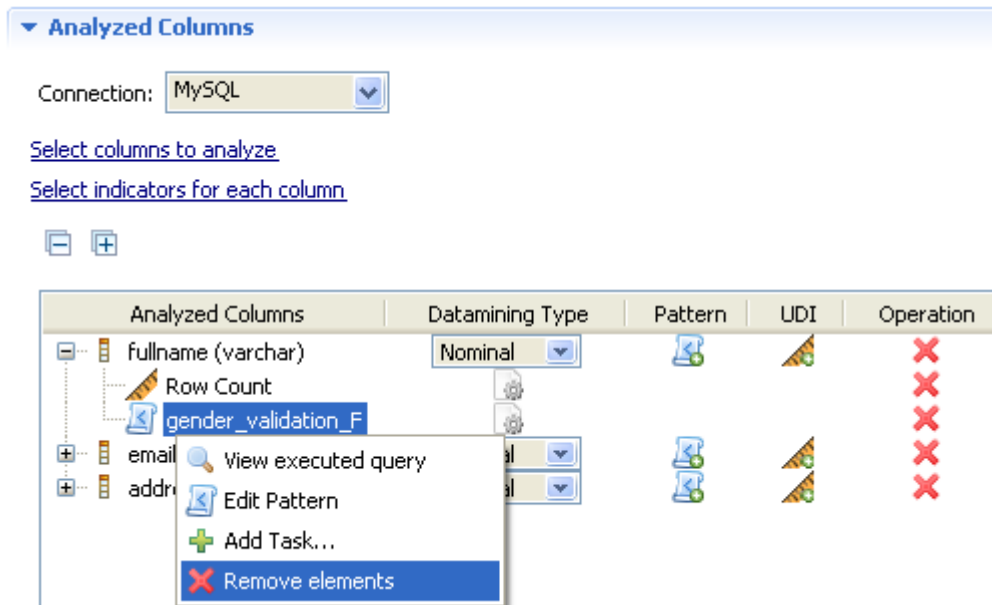 Analyzed Columns
Connection: MySQL
Select columns to analyze
Select indicators for each column
Analyzed Columns Datamining Type Pattern UDI Operation
fullname (varchar) Nominal
Row Count
gender_validation_F
email
View executed query
Edit Pattern
Add Task...
Remove elements